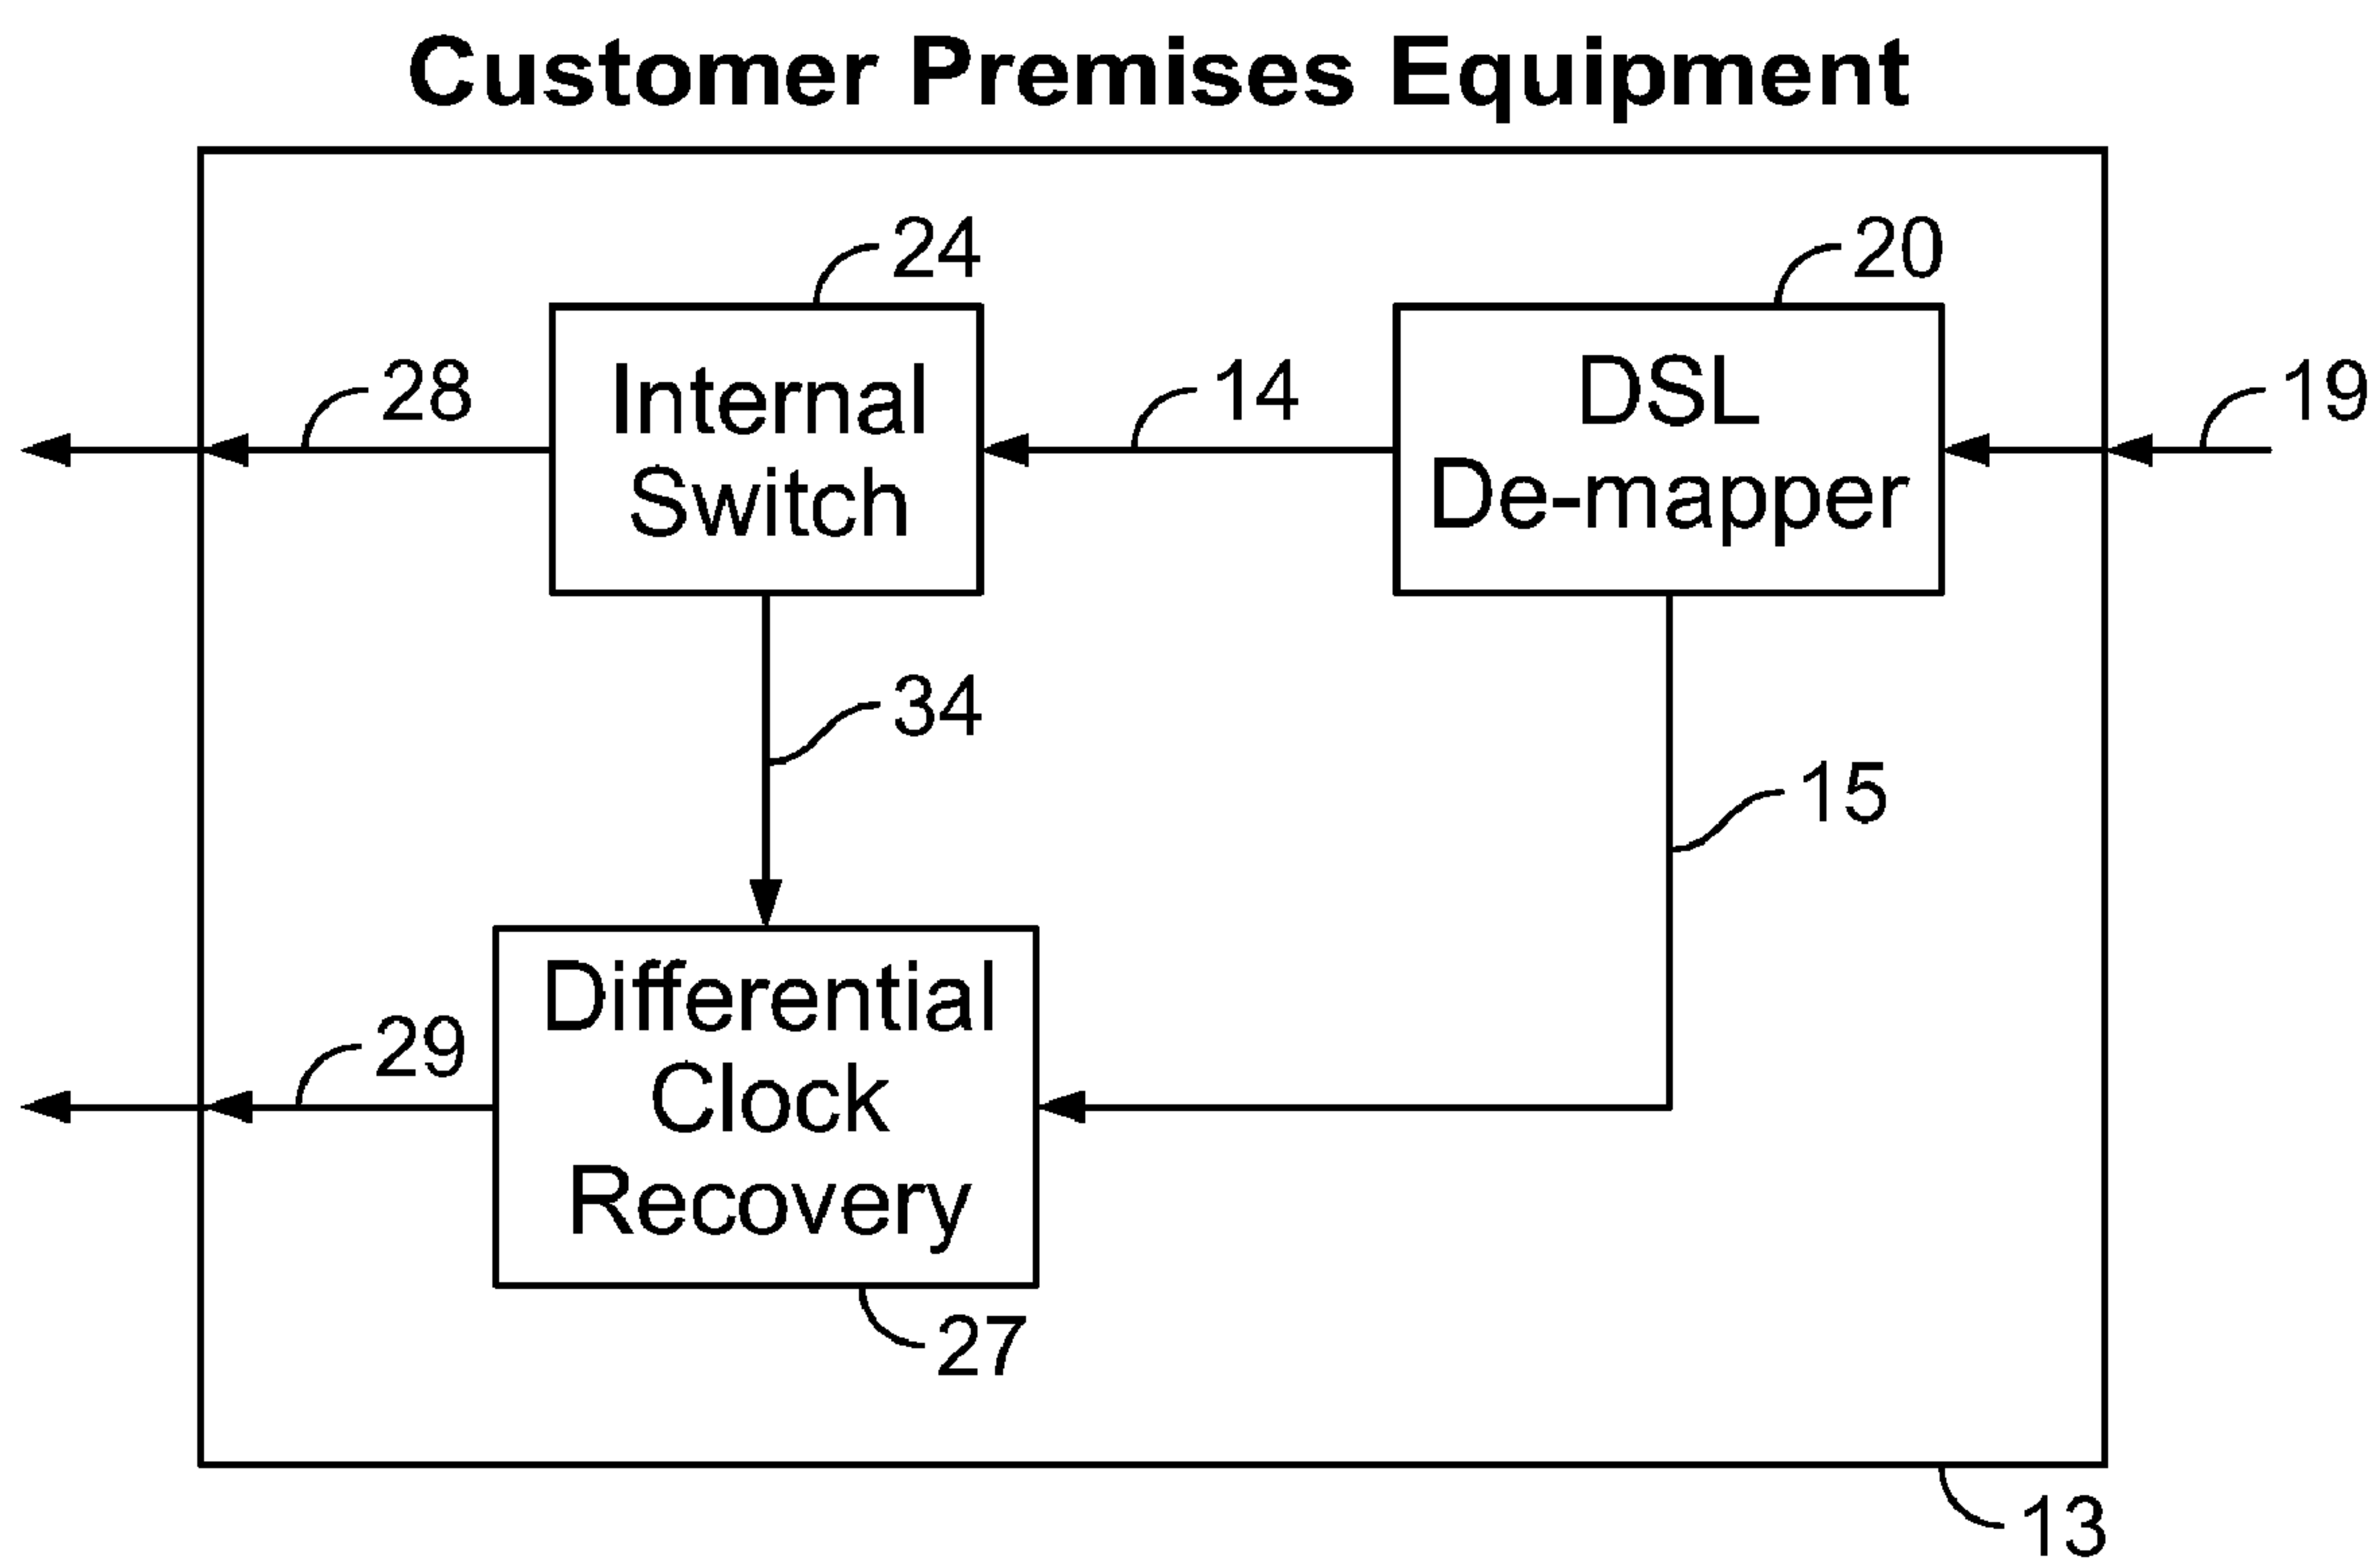 Customer Premises Equipment
24
20
28
Internal
Switch
14
DSL
De-mapper
19
34
15
29
Differential
Clock
Recovery
27
13